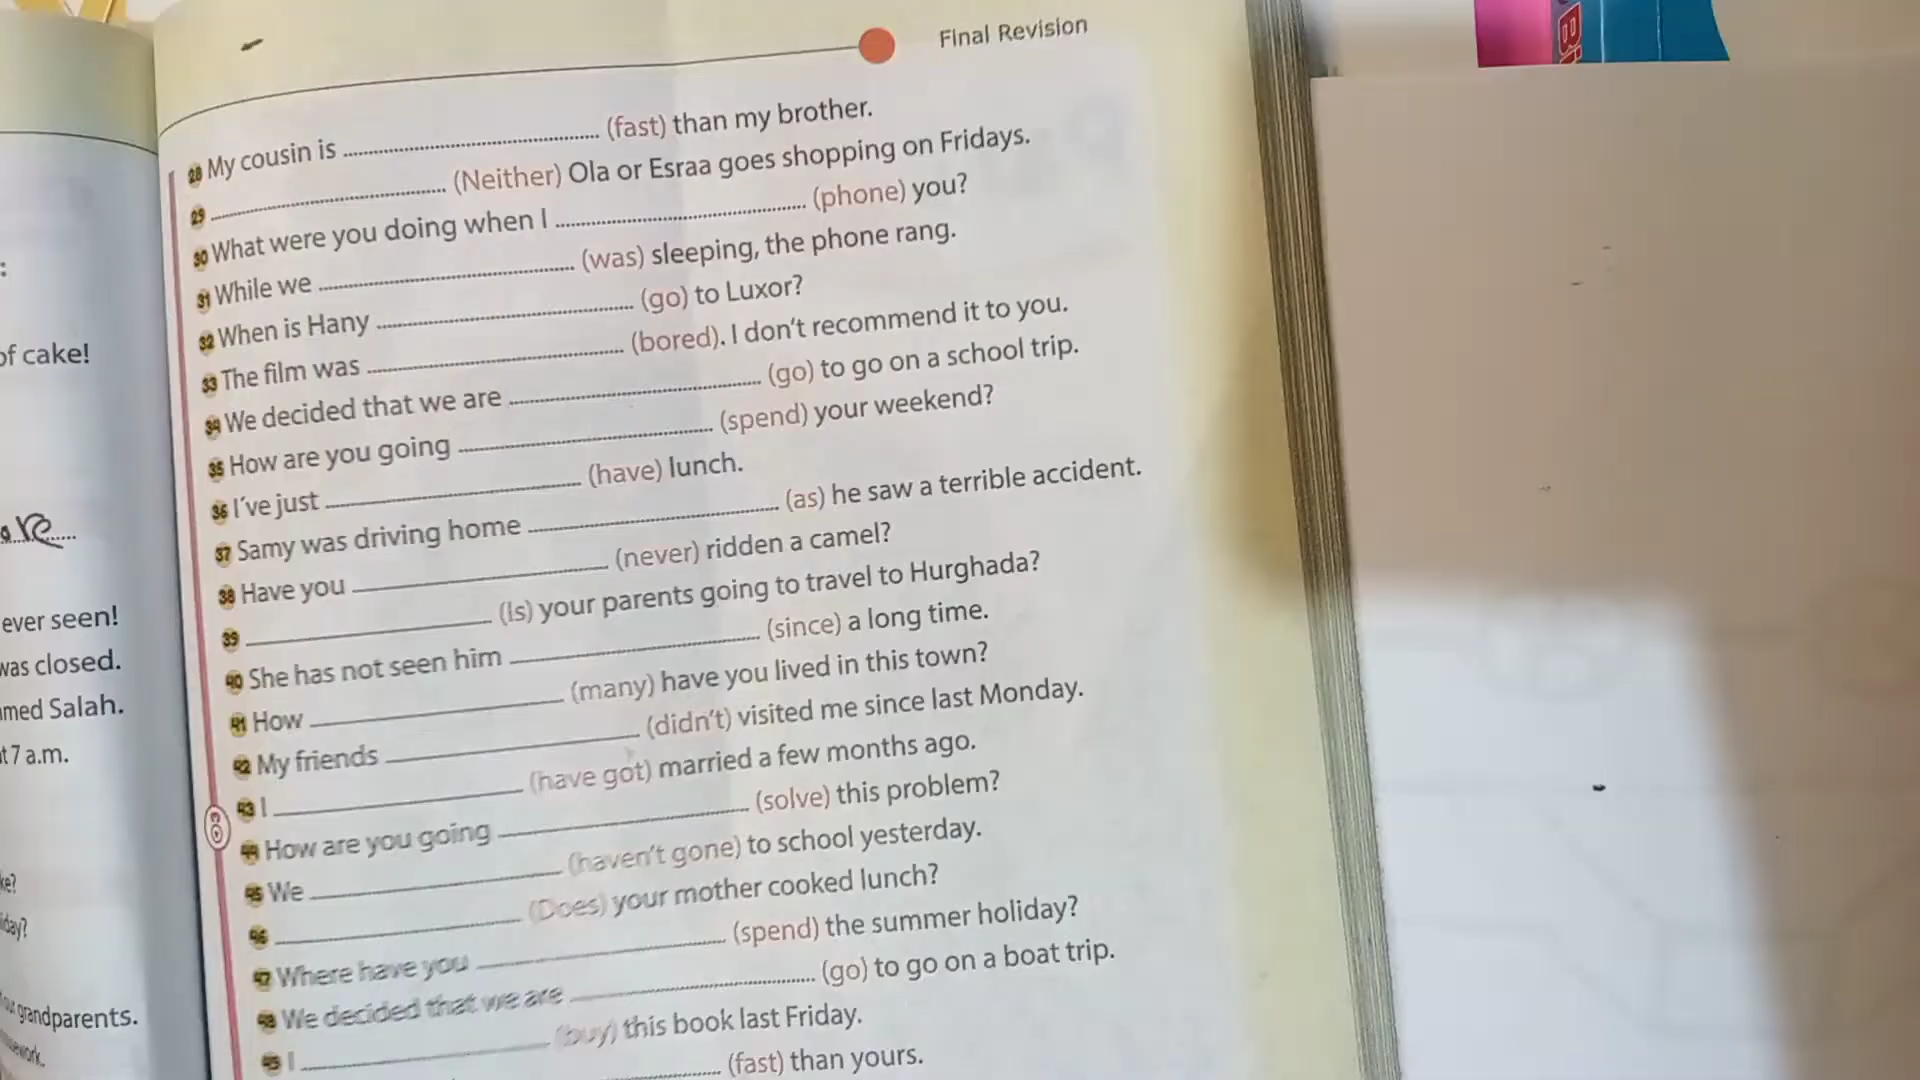 Final Revision
28 My cousin is (fast) than my brother.
29 (Neither) Ola or Esraa goes shopping on Fridays.
30 What were you doing when I (phone) you?
31 While we (was) sleeping, the phone rang.
32 When is Hany (go) to Luxor?
33 The film was (bored). I don't recommend it to you.
34 We decided that we are (go) to go on a school trip.
35 How are you going (spend) your weekend?
36 I've just (have) lunch.
37 Samy was driving home (as) he saw a terrible accident.
38 Have you (never) ridden a camel?
39 (Is) your parents going to travel to Hurghada?
40 She has not seen him (since) a long time.
41 How (many) have you lived in this town?
42 My friends (didn't) visited me since last Monday.
43 I (have got) married a few months ago.
44 How are you going (solve) this problem?
45 We (haven't gone) to school yesterday.
46 (Does) your mother cooked lunch?
47 Where have you (spend) the summer holiday?
48 We decided that we are (go) to go on a boat trip.
I (buy) this book last Friday.
(fast) than yours.
:
of cake!
ever seen!
was closed.
med Salah.
at 7 a.m.
grandparents.